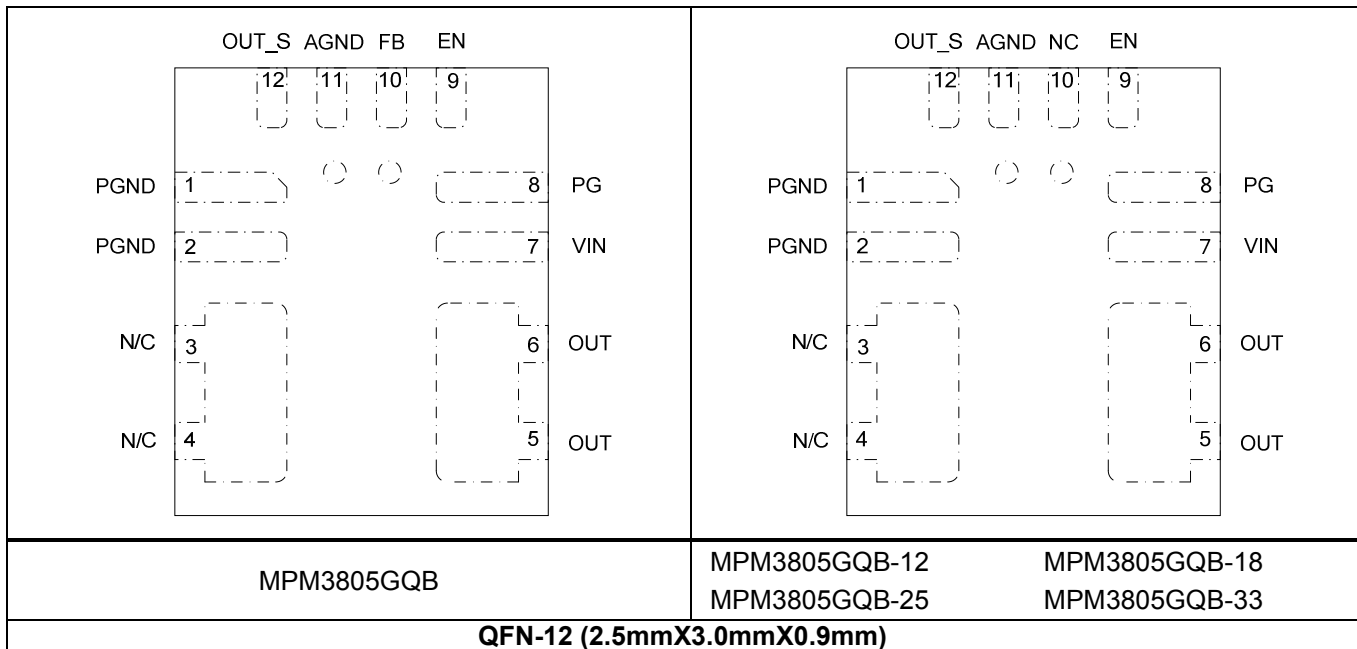 OUT_S AGND FB EN
12 11 10 9
PGND 1 8 PG
PGND 2 7 VIN
N/C 3 6 OUT
N/C 4 5 OUT
OUT_S AGND NC EN
12 11 10 9
PGND 1 8 PG
PGND 2 7 VIN
N/C 3 6 OUT
N/C 4 5 OUT
MPM3805GQB
MPM3805GQB-12 MPM3805GQB-18
MPM3805GQB-25 MPM3805GQB-33
QFN-12 (2.5mmX3.0mmX0.9mm)